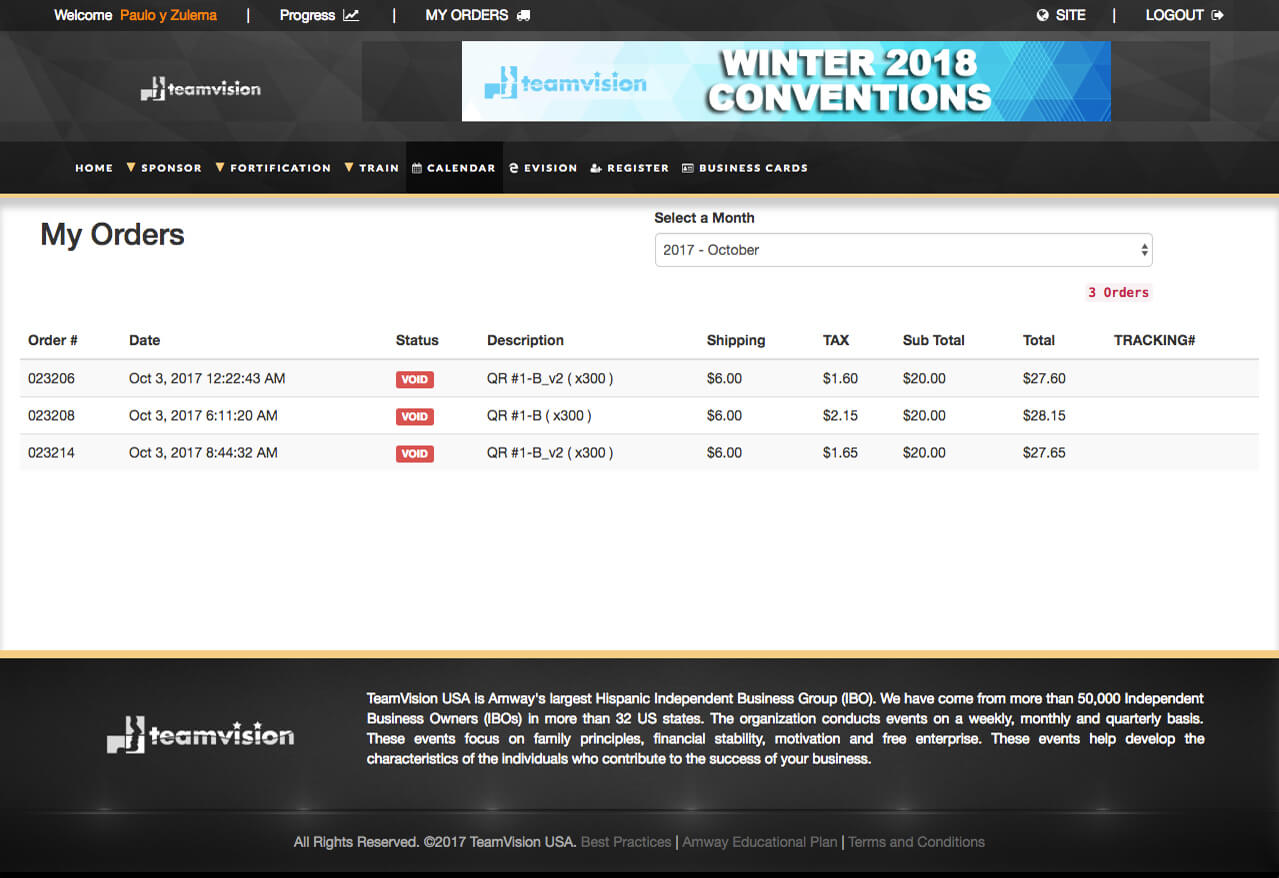 Welcome Paulo y Zulema | Progress | MY ORDERS SITE | LOGOUT
teamvision
teamvision
WINTER 2018
CONVENTIONS
HOME SPONSOR FORTIFICATION TRAIN CALENDAR EVISION REGISTER BUSINESS CARDS
My Orders
Select a Month
2017 - October
3 Orders
Order # Date Status Description Shipping TAX Sub Total Total TRACKING#
023206 Oct 3, 2017 12:22:43 AM VOID QR #1-B_v2 ( x300 ) $6.00 $1.60 $20.00 $27.60
023208 Oct 3, 2017 6:11:20 AM VOID QR #1-B ( x300 ) $6.00 $2.15 $20.00 $28.15
023214 Oct 3, 2017 8:44:32 AM VOID QR #1-B_v2 ( x300 ) $6.00 $1.65 $20.00 $27.65
teamvision
TeamVision USA is Amway's largest Hispanic Independent Business Group (IBO). We have come from more than 50,000 Independent
Business Owners (IBOs) in more than 32 US states. The organization conducts events on a weekly, monthly and quarterly basis.
These events focus on family principles, financial stability, motivation and free enterprise. These events help develop the
characteristics of the individuals who contribute to the success of your business.
All Rights Reserved. ©2017 TeamVision USA. Best Practices | Amway Educational Plan | Terms and Conditions